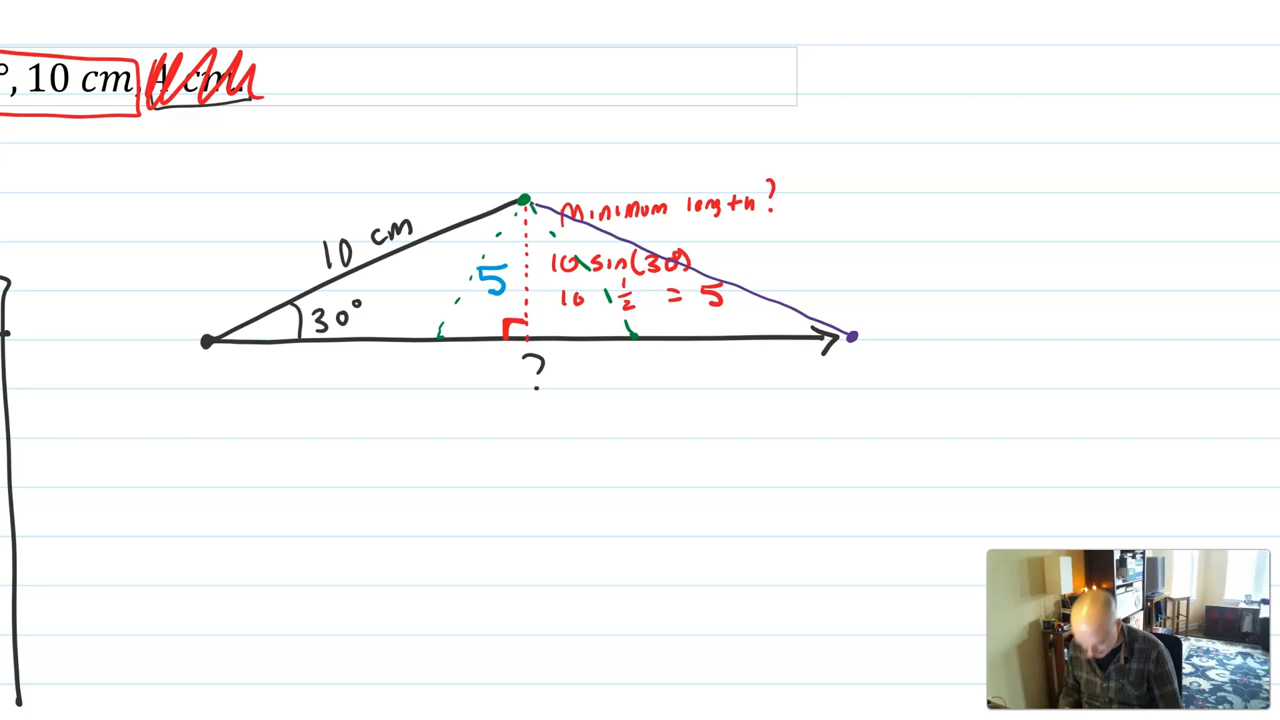 °, 10 cm, 4 cm.
Minimum length?
10 cm
10 sin(30°)
5
10 1/2 = 5
30°
?